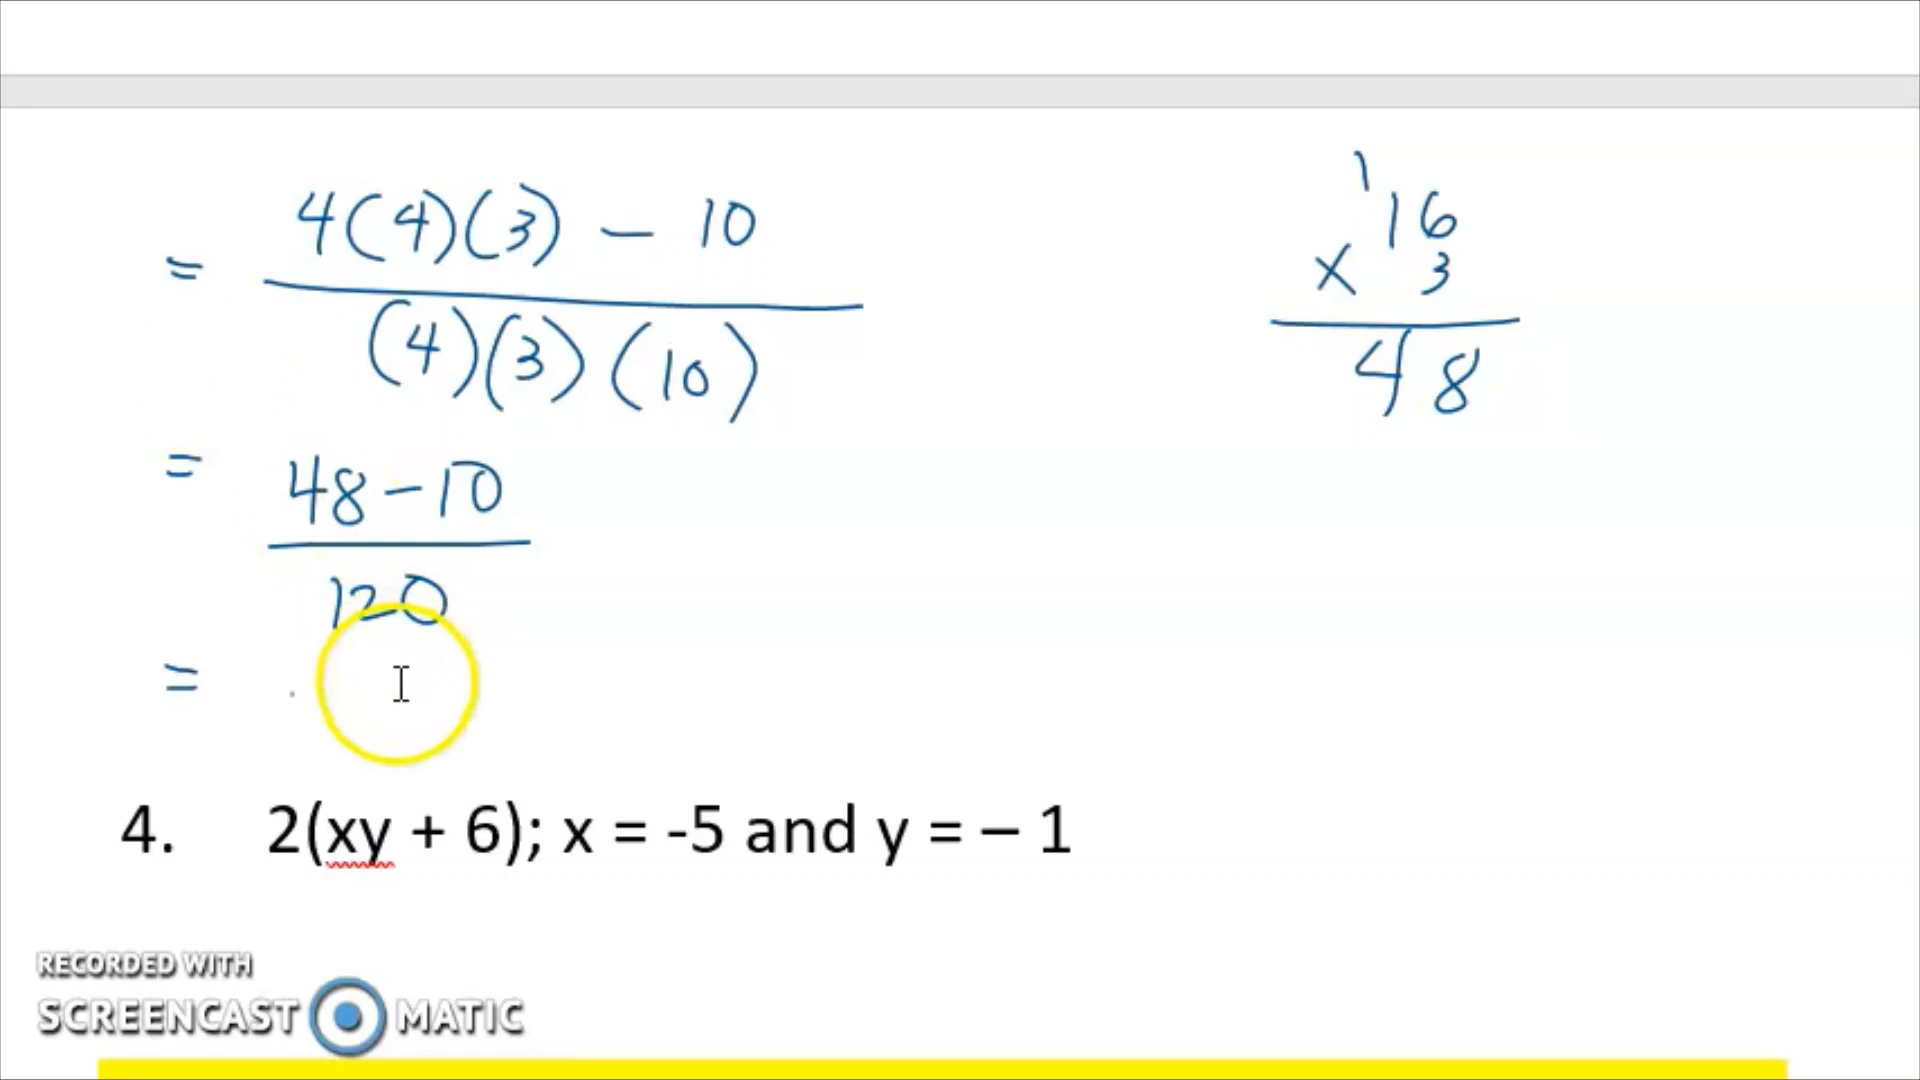 = 4(4)(3) – 10
(4)(3)(10)
= 48-10
120
=
1
16
x 3
48
4. 2(xy + 6); x = -5 and y = – 1
RECORDED WITH
SCREENCAST MATIC